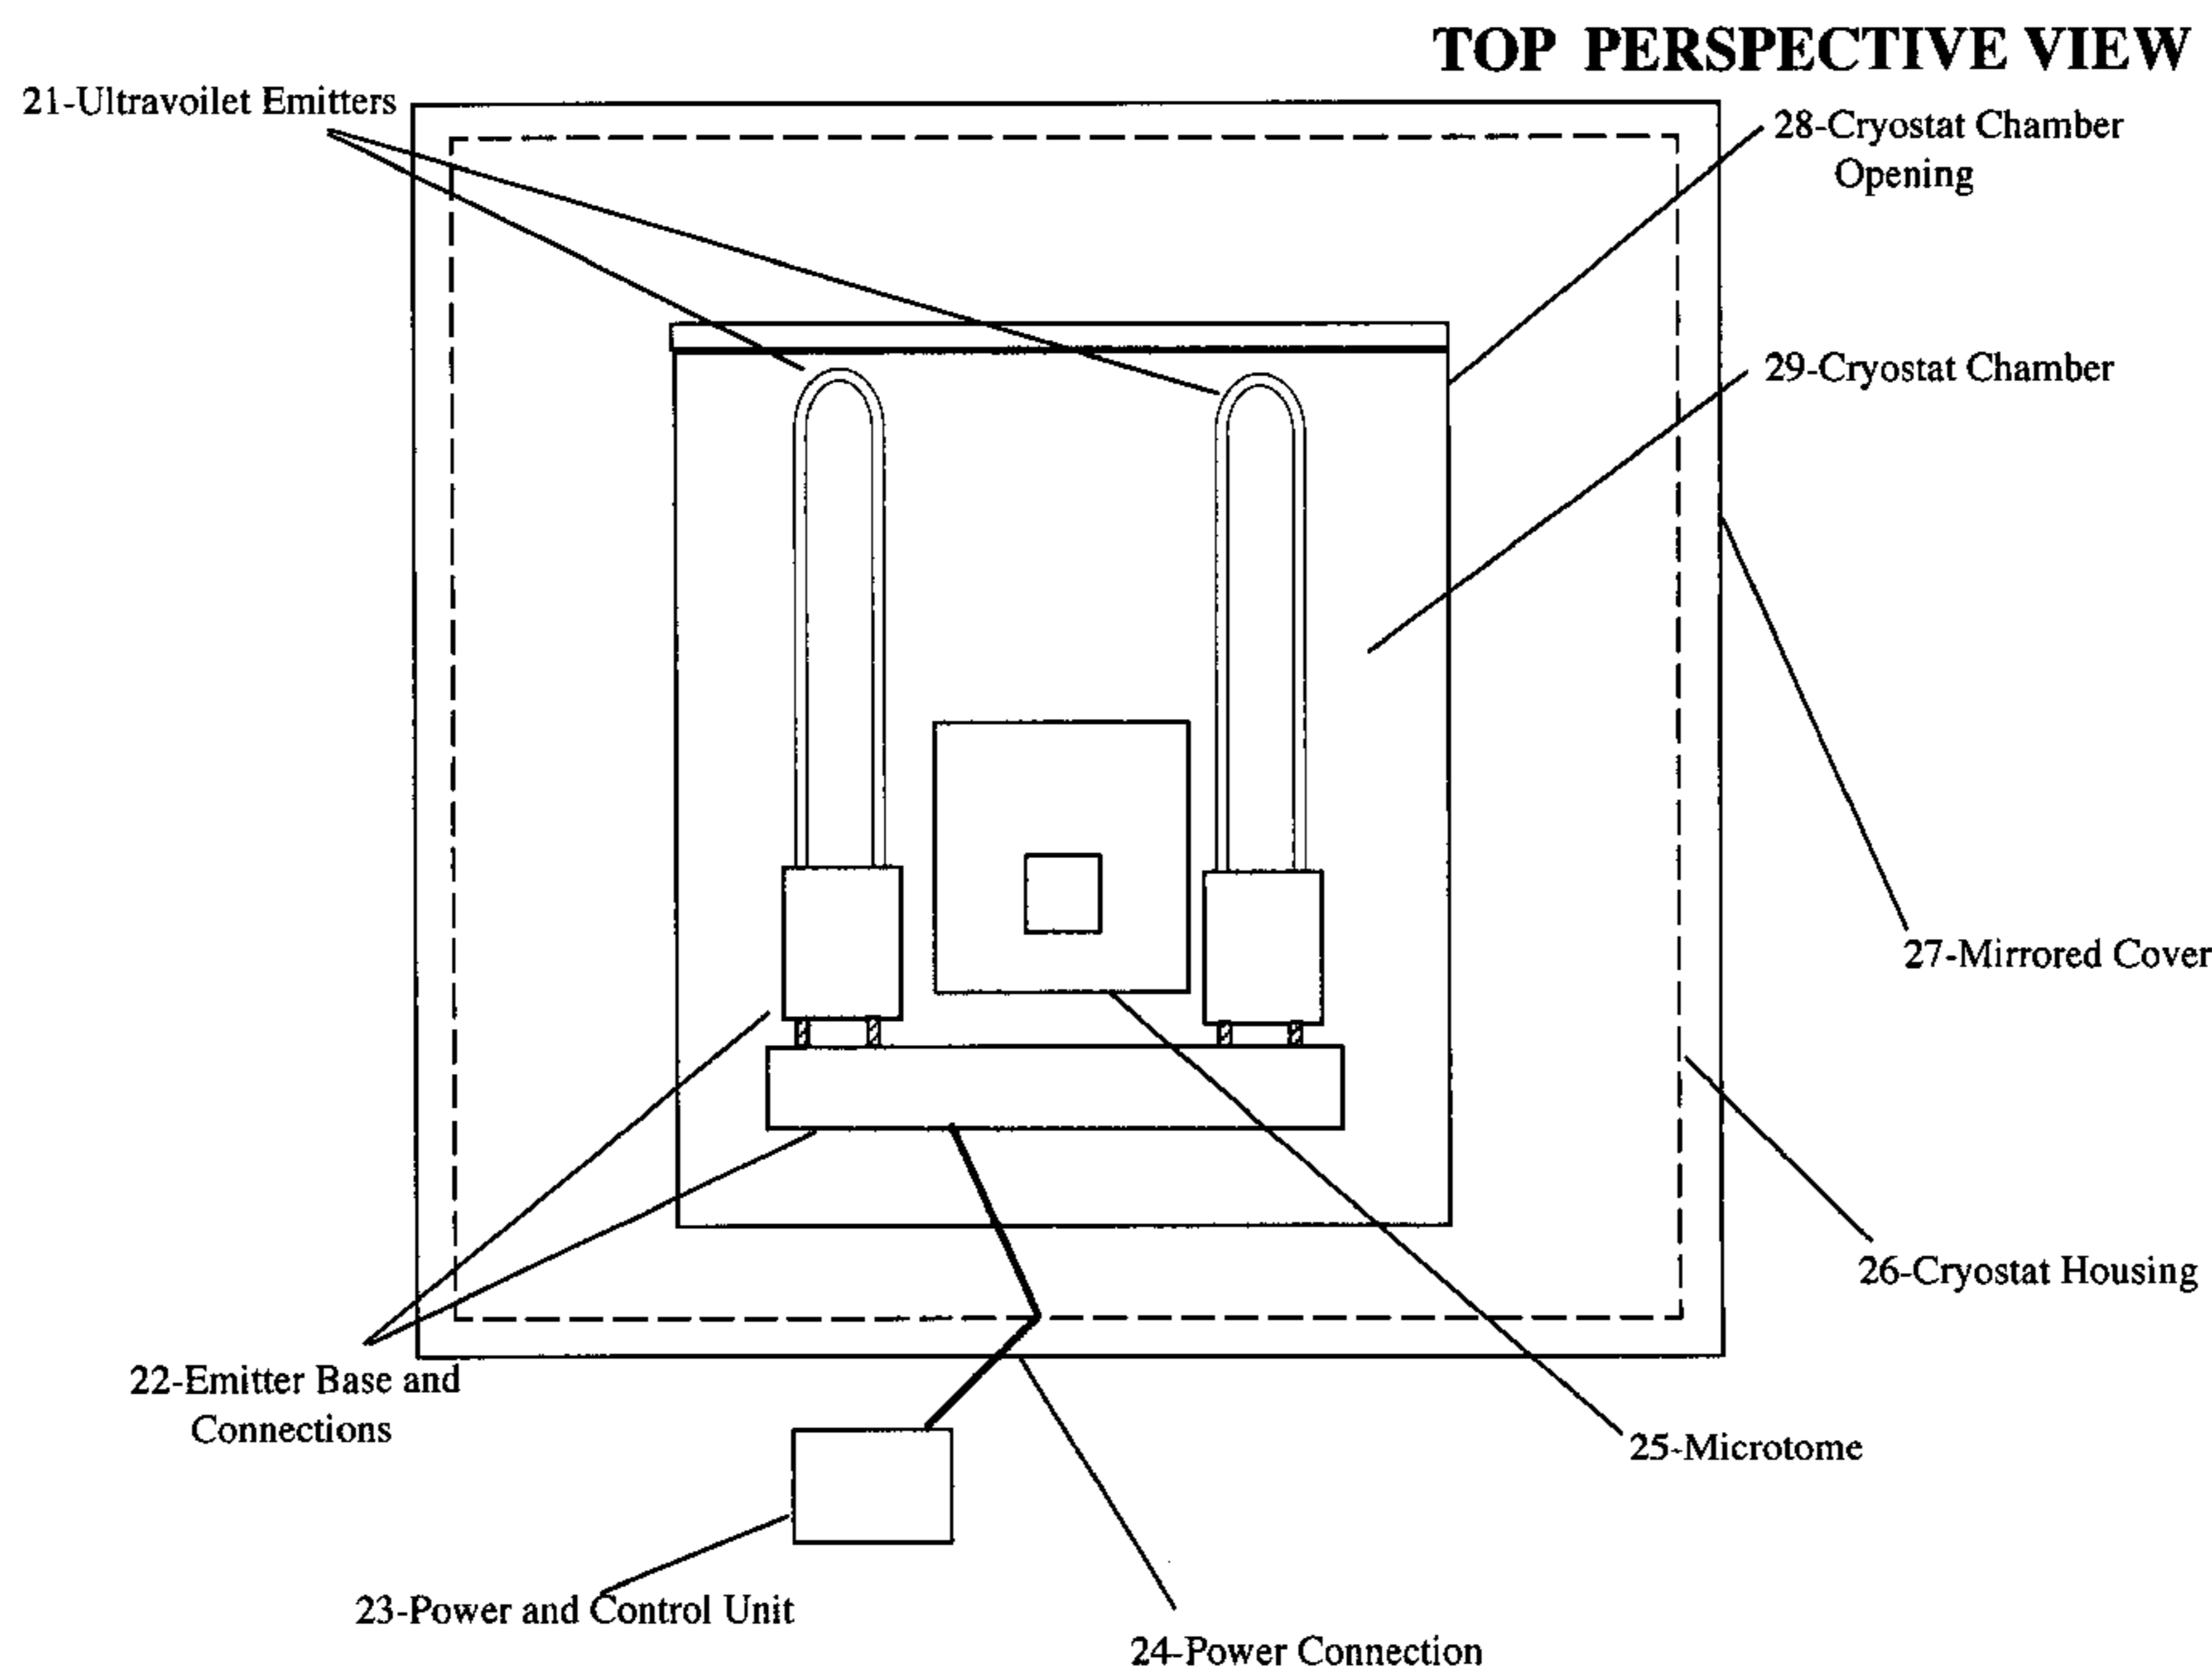 TOP PERSPECTIVE VIEW
21-Ultravoilet Emitters
28-Cryostat Chamber
Opening
29-Cryostat Chamber
27-Mirrored Cover
26-Cryostat Housing
22-Emitter Base and
Connections
25-Microtome
23-Power and Control Unit
24-Power Connection